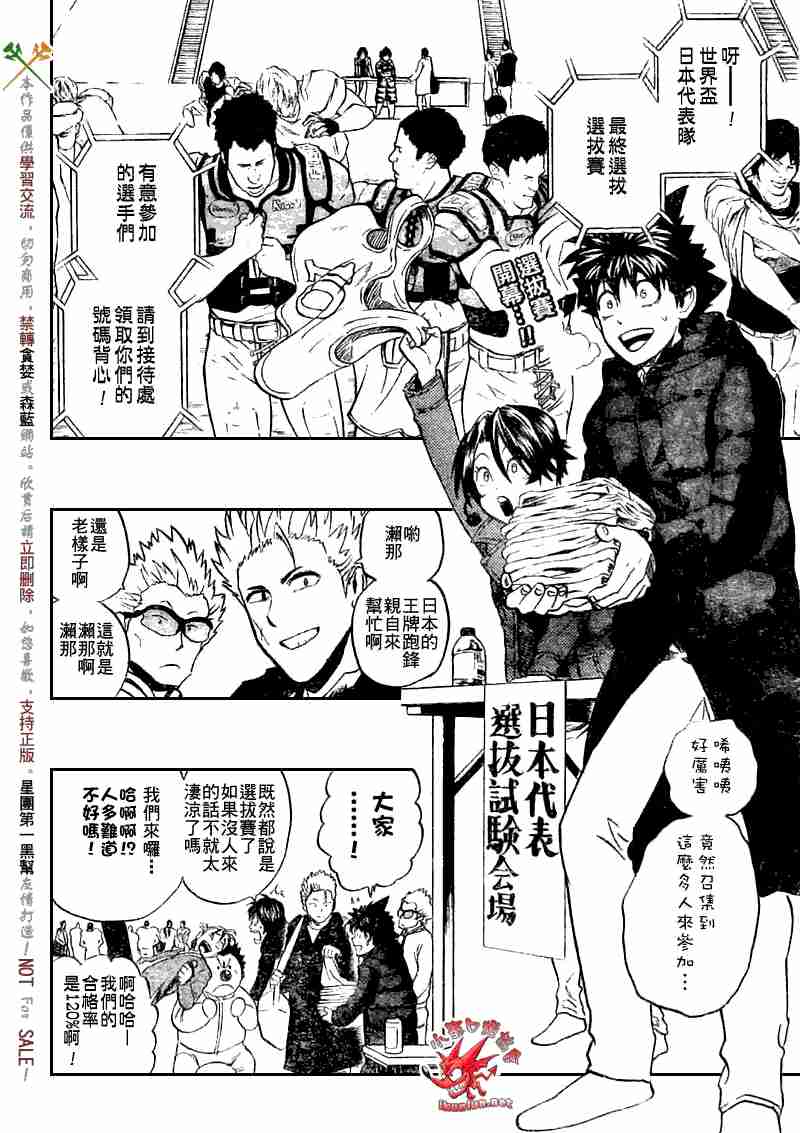 呀——!
世界盃
日本代表隊
最終選拔
選拔賽
有意參加
的選手們
請到接待處
領取你們的
號碼背心!
選拔賽
開幕…!!
喲
瀨那
日本的
王牌跑鋒
親自來
幫忙啊
還是
老樣子啊
這就是
瀨那啊
瀨那
唏咦咦
好厲害
竟然召集到
這麼多人來參加…
日本代表
選抜試験会場
大家
……!
既然都說是
選拔賽了
如果沒人來
的話不就太
淒涼了嗎
我們來囉…
哈啊啊!?
人多難道
不好嗎!
啊哈哈—
我們的
合格率
是120%啊!
本作品僅供學習交流,切勿商用,禁轉貪婪或森藍網站。欣賞后請立即刪除,如您喜歡,支持正版。星團第一黑幫友情打造!NOT For SALE—